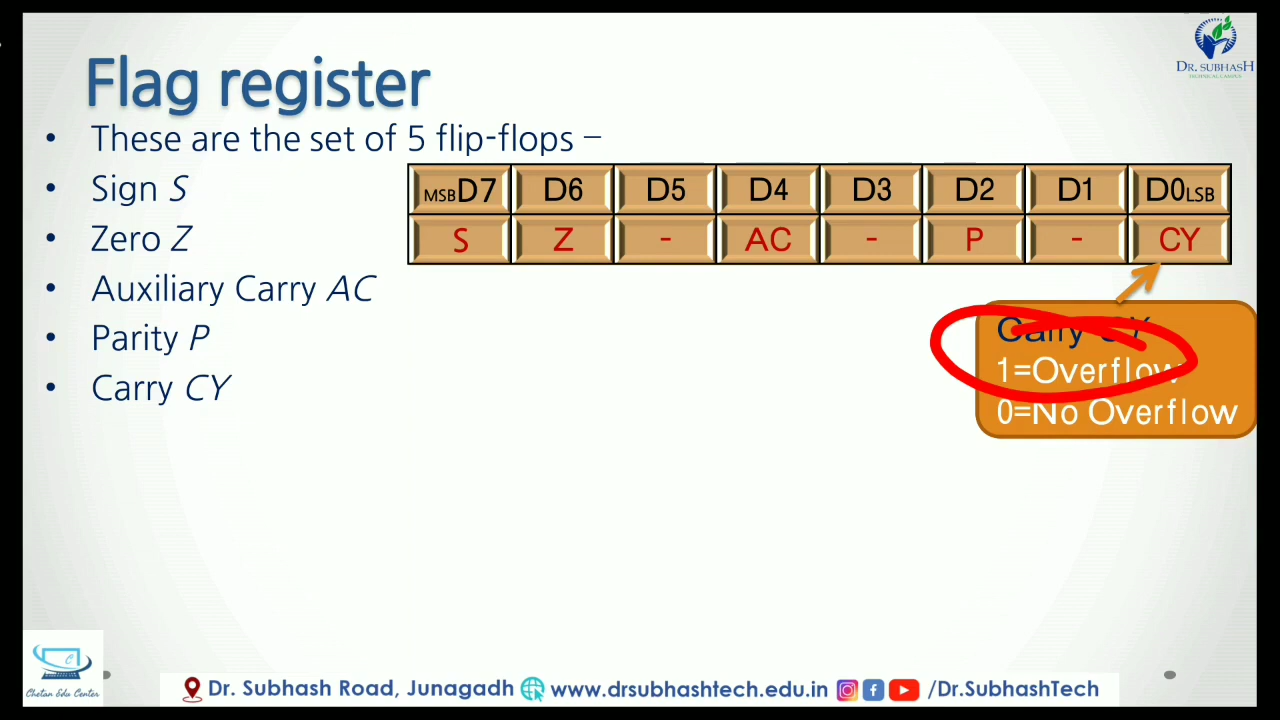 Flag register
DR. SUBHASH
TECHNICAL CAMPUS
• These are the set of 5 flip-flops –
• Sign S
• Zero Z
• Auxiliary Carry AC
• Parity P
• Carry CY
MSBD7 D6 D5 D4 D3 D2 D1 D0LSB
S Z - AC - P - CY
Carry CY
1=Overflow
0=No Overflow
Chetan Edu Center
Dr. Subhash Road, Junagadh www.drsubhashtech.edu.in /Dr.SubhashTech